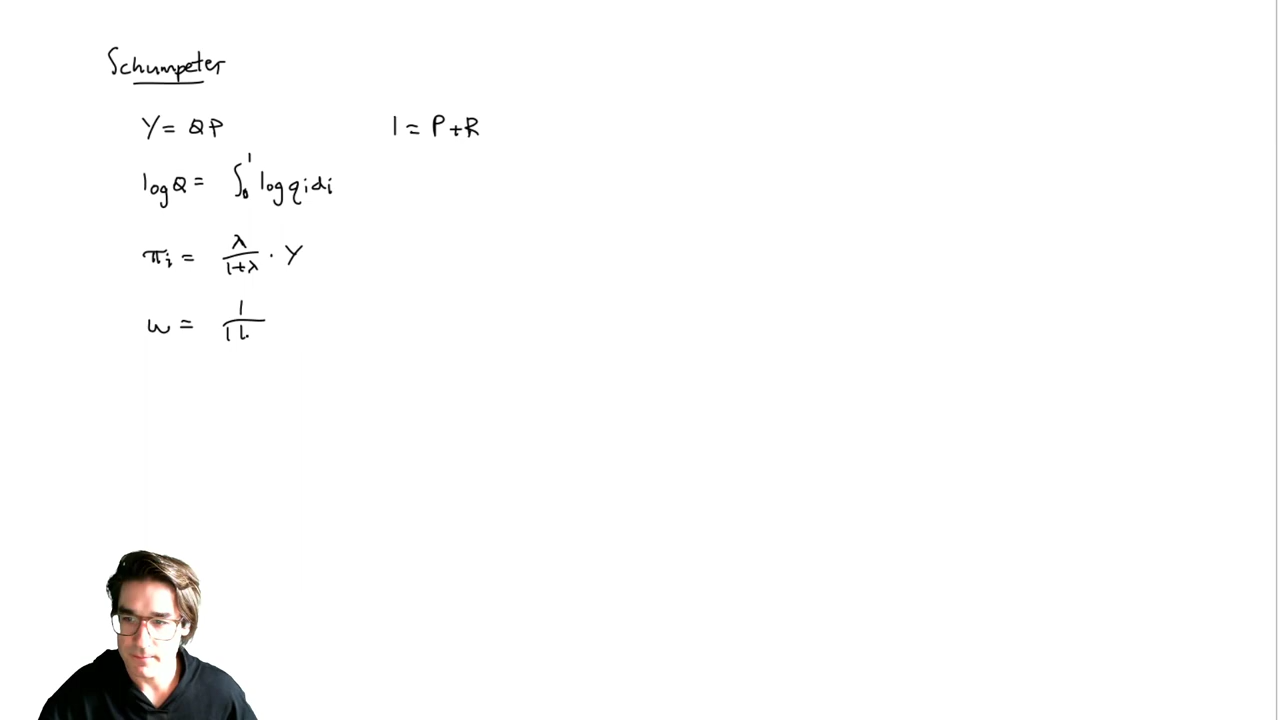 Schumpeter
Y = QP 1 = P+R
log Q = ∫₀¹ log qi di
πi = λ/(1+λ) · Y
w = 1/1